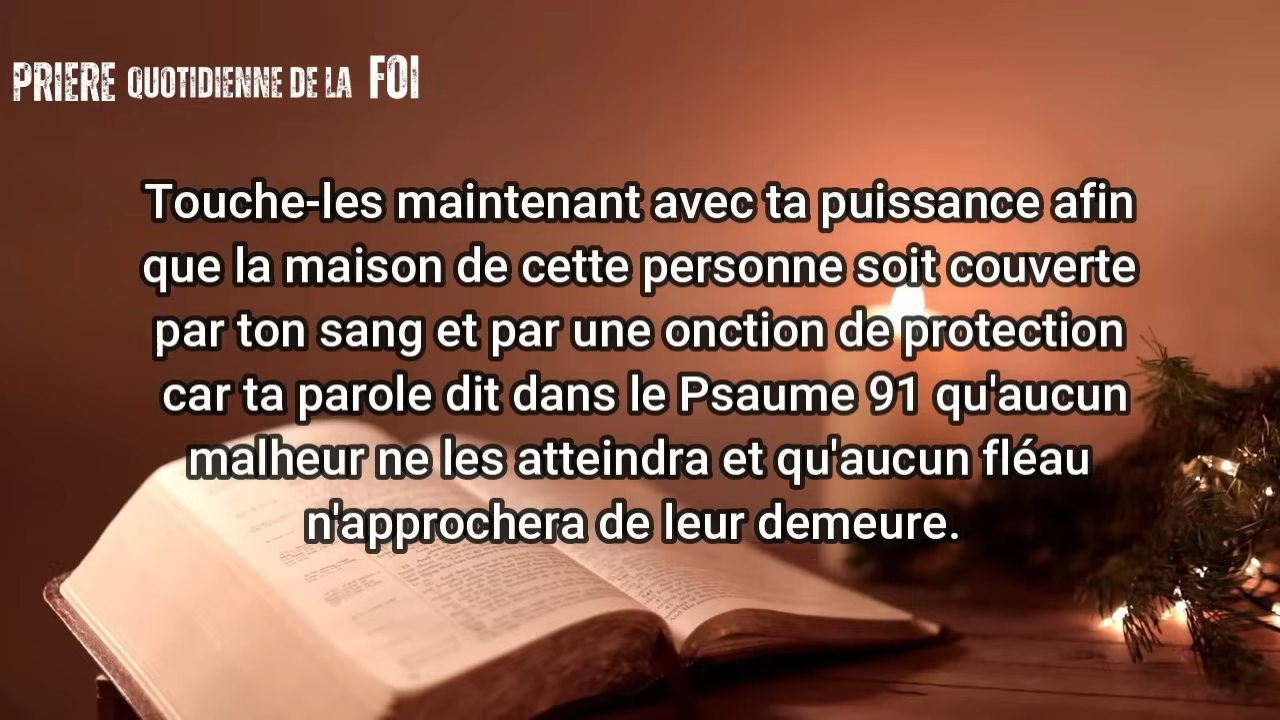 PRIERE QUOTIDIENNE DE LA FOI
Touche-les maintenant avec ta puissance afin
que la maison de cette personne soit couverte
par ton sang et par une onction de protection
car ta parole dit dans le Psaume 91 qu'aucun
malheur ne les atteindra et qu'aucun fléau
n'approchera de leur demeure.